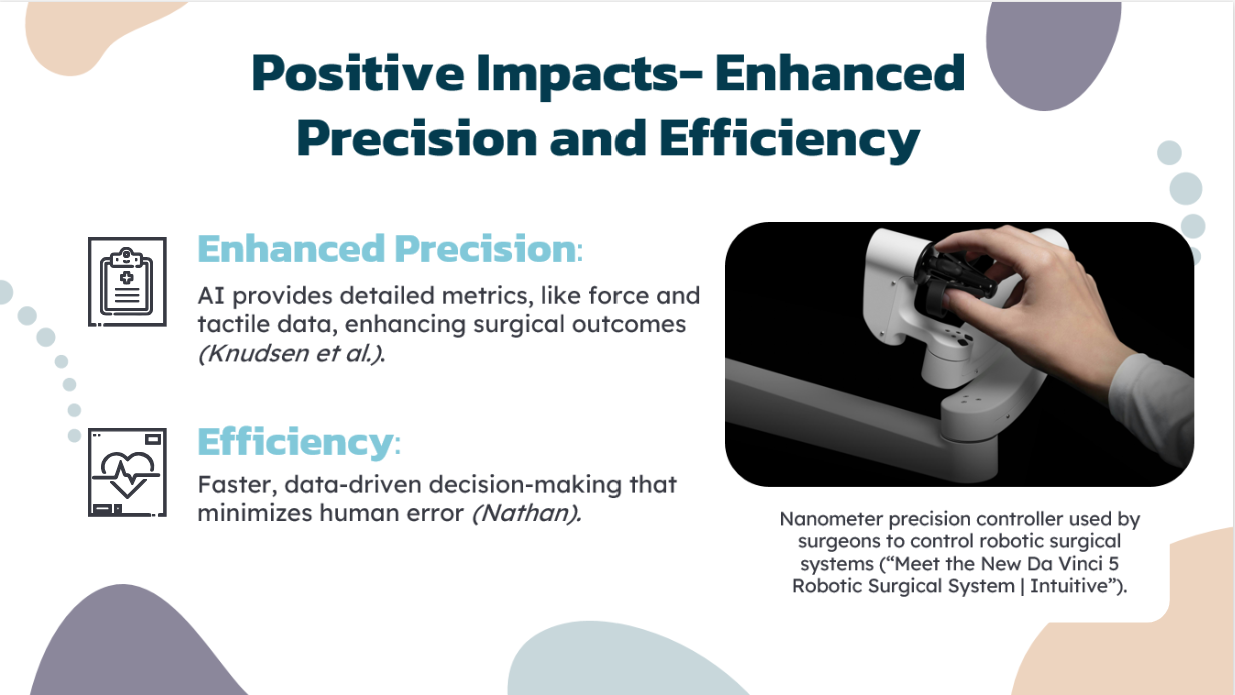 Positive Impacts- Enhanced
Precision and Efficiency
Enhanced Precision:
AI provides detailed metrics, like force and
tactile data, enhancing surgical outcomes
(Knudsen et al.).
Efficiency:
Faster, data-driven decision-making that
minimizes human error (Nathan).
Nanometer precision controller used by
surgeons to control robotic surgical
systems (“Meet the New Da Vinci 5
Robotic Surgical System | Intuitive”).